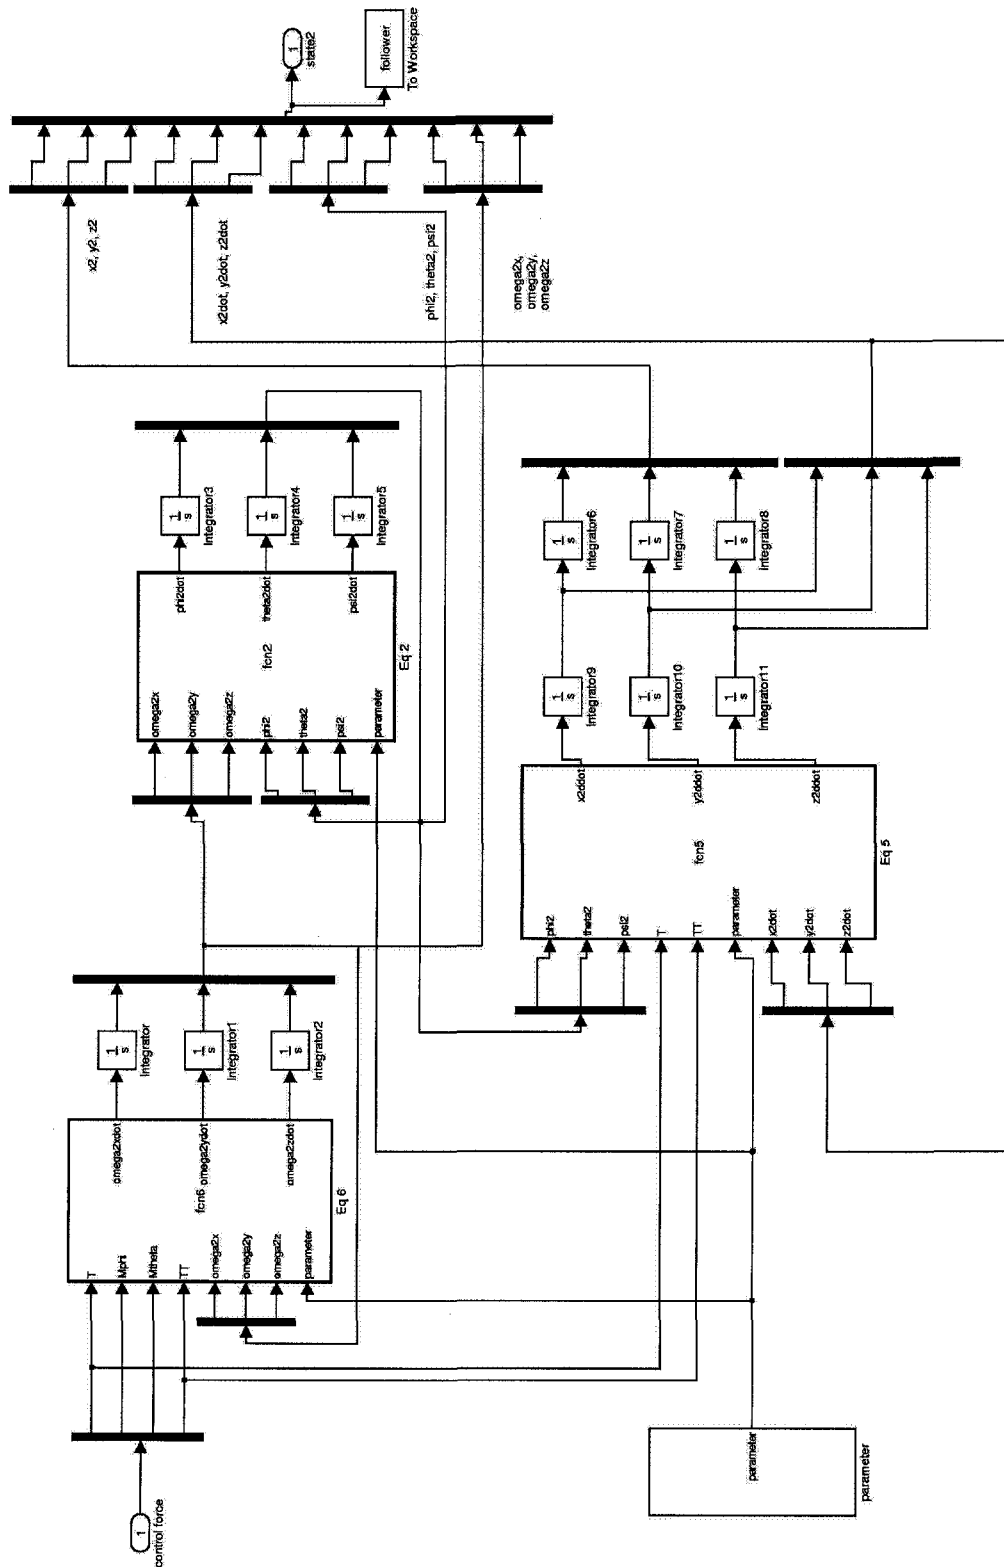 1
control force
T
Mphi
Mtheta
TT
omega2x
omega2y
omega2z
parameter
fcn6
omega2xdot
omega2ydot
omega2zdot
Eq 6
1
s
Integrator
1
s
Integrator1
1
s
Integrator2
omega2x
omega2y
omega2z
phi2
theta2
psi2
parameter
fcn2
phi2dot
theta2dot
psi2dot
Eq 2
1
s
Integrator3
1
s
Integrator4
1
s
Integrator5
x2, y2, z2
x2dot, y2dot, z2dot
phi2, theta2, psi2
omega2x,
omega2y,
omega2z
1
state2
follower
To Workspace
parameter
parameter
phi2
theta2
psi2
T
TT
parameter
x2dot
y2dot
z2dot
fcn5
x2ddot
y2ddot
z2ddot
Eq 5
1
s
Integrator9
1
s
Integrator10
1
s
Integrator11
1
s
Integrator6
1
s
Integrator7
1
s
Integrator8